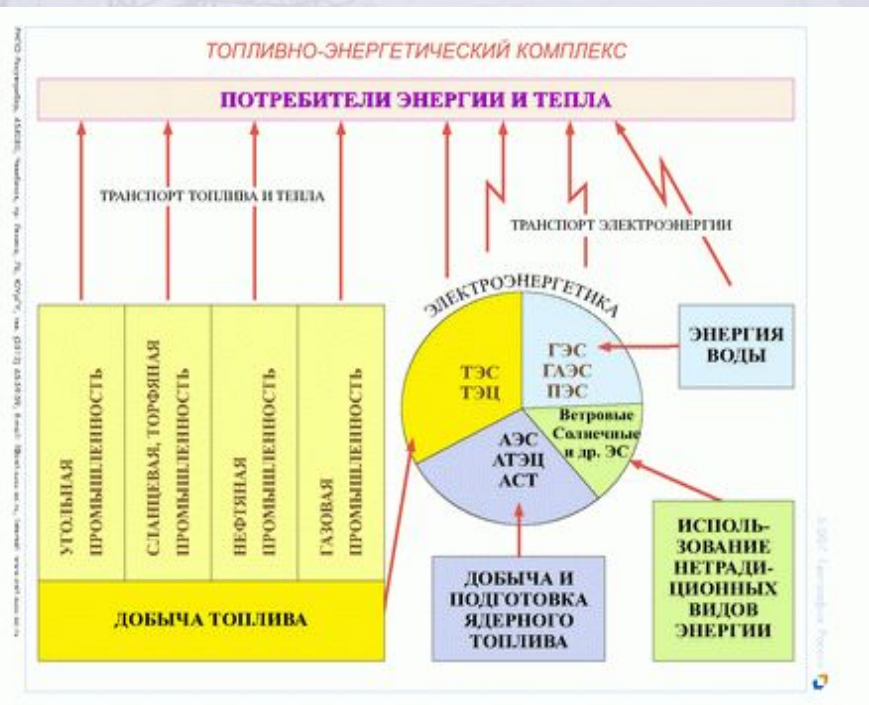 ТОПЛИВНО-ЭНЕРГЕТИЧЕСКИЙ КОМПЛЕКС
ПОТРЕБИТЕЛИ ЭНЕРГИИ И ТЕПЛА
ТРАНСПОРТ ТОПЛИВА И ТЕПЛА
ТРАНСПОРТ ЭЛЕКТРОЭНЕРГИИ
УГОЛЬНАЯ
ПРОМЫШЛЕННОСТЬ
СЛАНЦЕВАЯ, ТОРФЯНАЯ
ПРОМЫШЛЕННОСТЬ
НЕФТЯНАЯ
ПРОМЫШЛЕННОСТЬ
ГАЗОВАЯ
ПРОМЫШЛЕННОСТЬ
ДОБЫЧА ТОПЛИВА
ЭЛЕКТРОЭНЕРГЕТИКА
ТЭС
ТЭЦ
ГЭС
ГАЭС
ПЭС
Ветровые
Солнечные
и др. ЭС
АЭС
АТЭЦ
АСТ
ЭНЕРГИЯ
ВОДЫ
ДОБЫЧА И
ПОДГОТОВКА
ЯДЕРНОГО
ТОПЛИВА
ИСПОЛЬ-
ЗОВАНИЕ
НЕТРАДИ-
ЦИОННЫХ
ВИДОВ
ЭНЕРГИИ